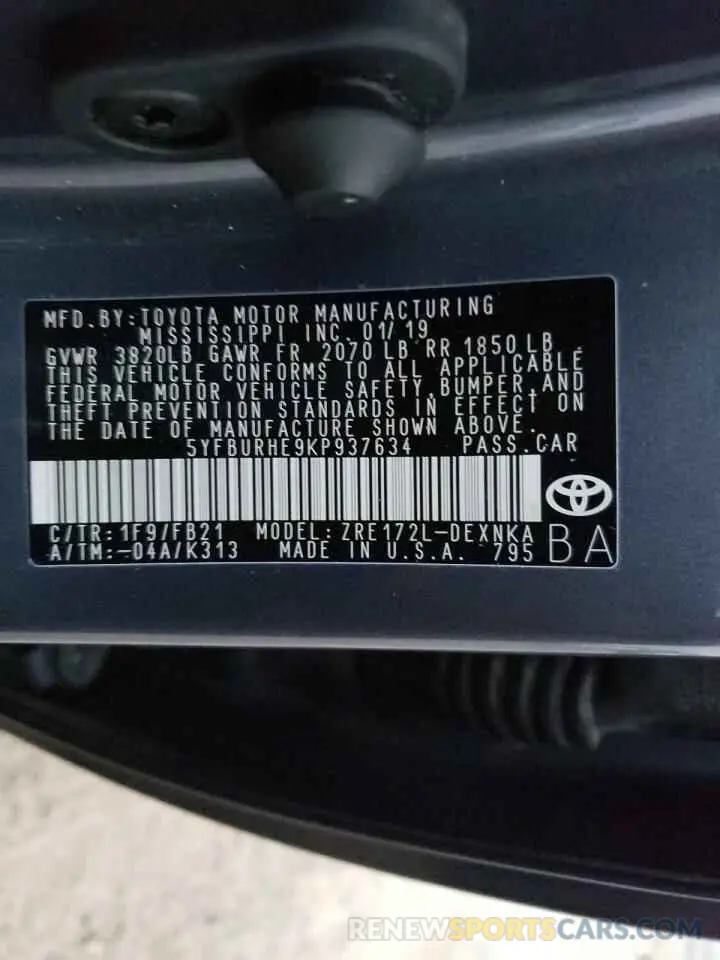 MFD.BY:TOYOTA MOTOR MANUFACTURING
MISSISSIPPI INC. 01/19
GVWR 3820LB GAWR FR 2070 LB RR 1850 LB
THIS VEHICLE CONFORMS TO ALL APPLICABLE
FEDERAL MOTOR VEHICLE SAFETY,BUMPER,AND
THEFT PREVENTION STANDARDS IN EFFECT ON
THE DATE OF MANUFACTURE SHOWN ABOVE.
5YFBURHE9KP937634 PASS.CAR
C/TR:1F9/FB21 MODEL:ZRE172L-DEXNKA
A/TM:-04A/K313 MADE IN U.S.A. 795 BA
RENEWSPORTSCARS.COM